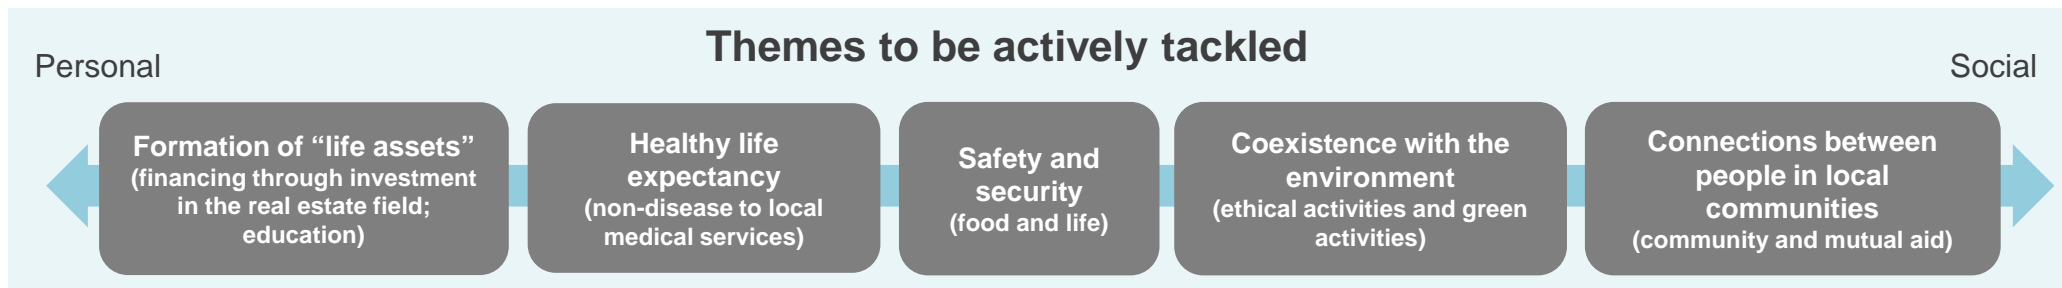 Themes to be actively tackled
Personal
Social
Formation of “life assets”
(financing through investment
in the real estate field;
education)
Healthy life
expectancy
(non-disease to local
medical services)
Safety and
security
(food and life)
Coexistence with the
environment
(ethical activities and green
activities)
Connections between
people in local
communities
(community and mutual aid)